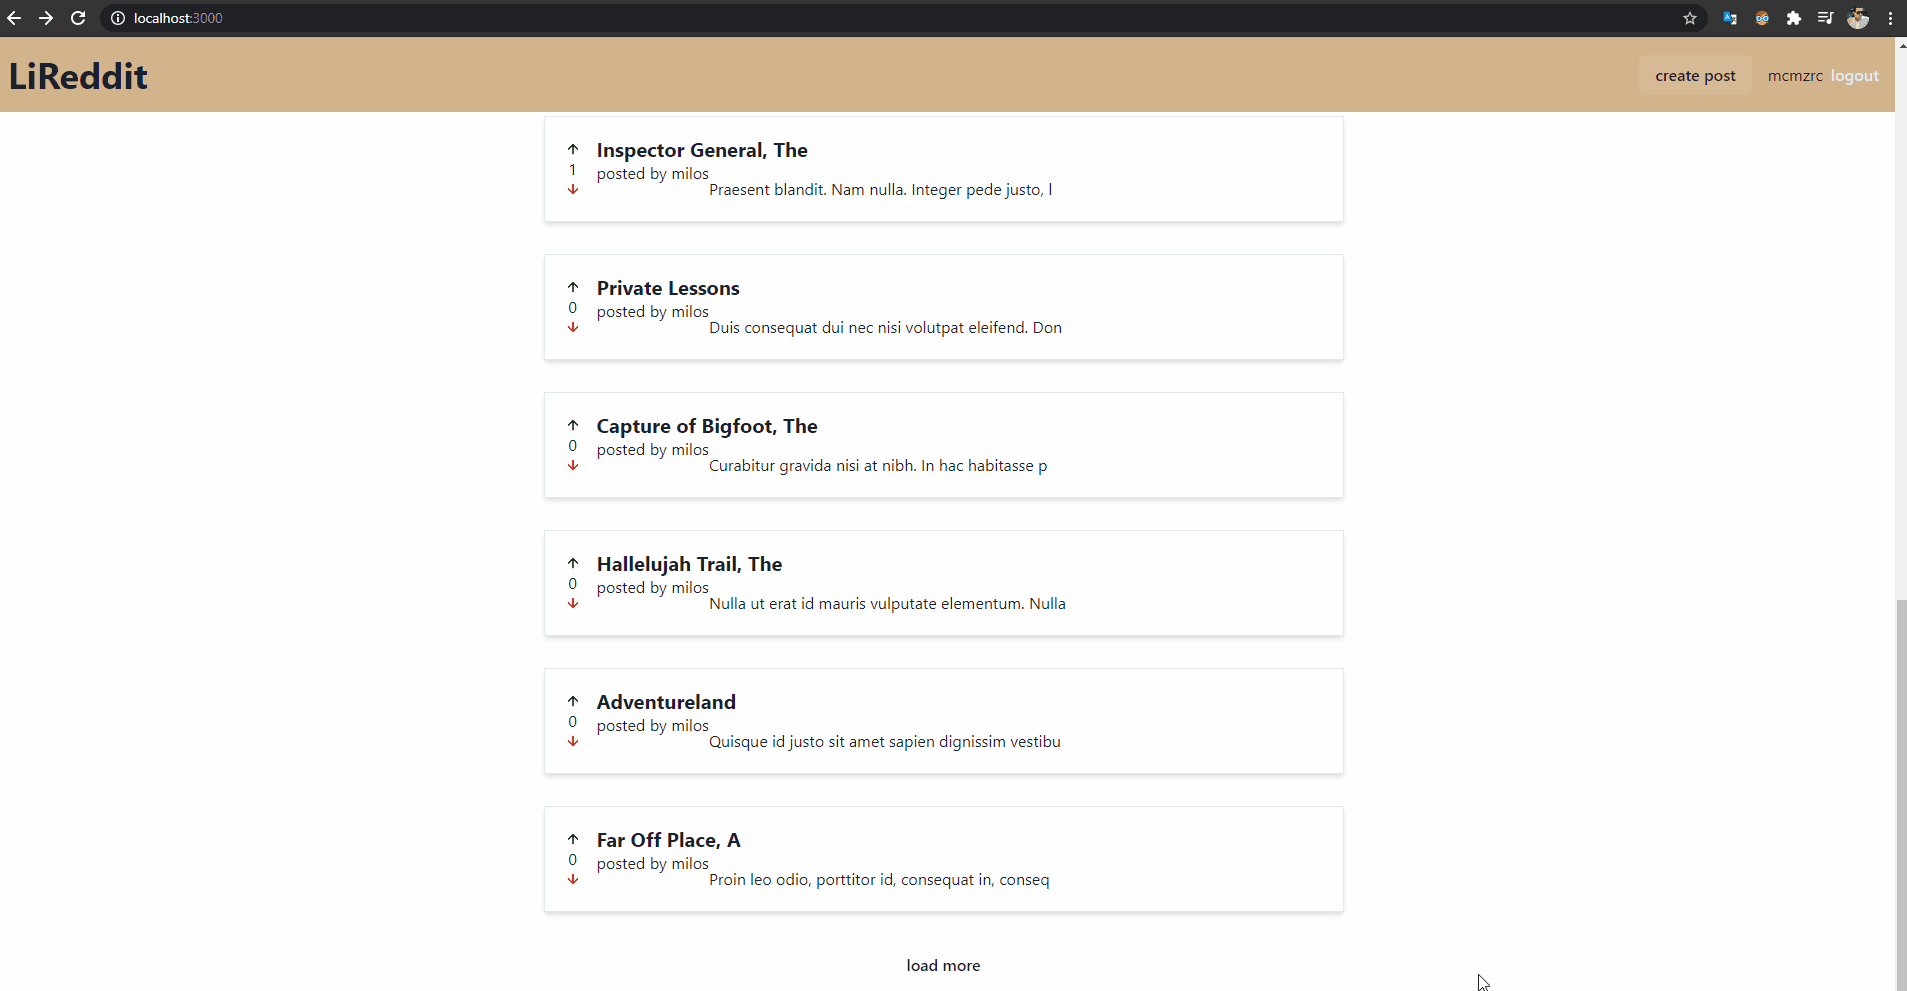 localhost:3000
LiReddit
create post mcmzrc logout
Inspector General, The
1
posted by milos
Praesent blandit. Nam nulla. Integer pede justo, l
Private Lessons
0
posted by milos
Duis consequat dui nec nisi volutpat eleifend. Don
Capture of Bigfoot, The
0
posted by milos
Curabitur gravida nisi at nibh. In hac habitasse p
Hallelujah Trail, The
0
posted by milos
Nulla ut erat id mauris vulputate elementum. Nulla
Adventureland
0
posted by milos
Quisque id justo sit amet sapien dignissim vestibu
Far Off Place, A
0
posted by milos
Proin leo odio, porttitor id, consequat in, conseq
load more